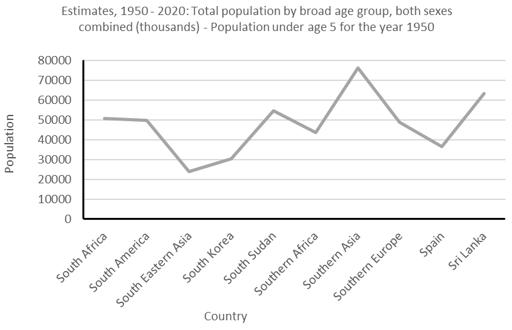 Estimates, 1950 - 2020: Total population by broad age group, both sexes
combined (thousands) - Population under age 5 for the year 1950
80000
70000
60000
50000
40000
30000
20000
10000
0
Population
South Africa
South America
South Eastern Asia
South Korea
South Sudan
Southern Africa
Southern Asia
Southern Europe
Spain
Sri Lanka
Country